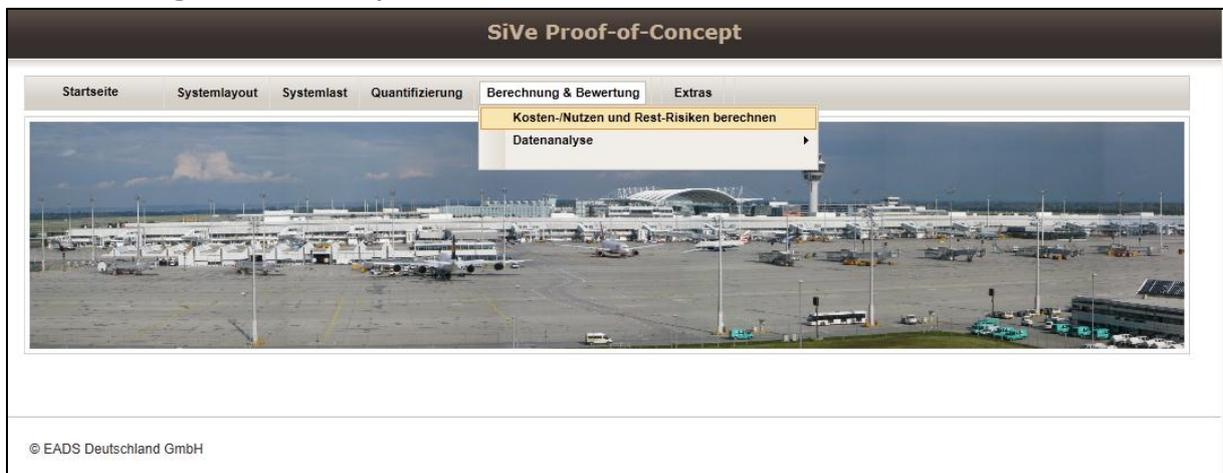 SiVe Proof-of-Concept
Startseite Systemlayout Systemlast Quantifizierung Berechnung & Bewertung Extras
Kosten-/Nutzen und Rest-Risiken berechnen
Datenanalyse
© EADS Deutschland GmbH